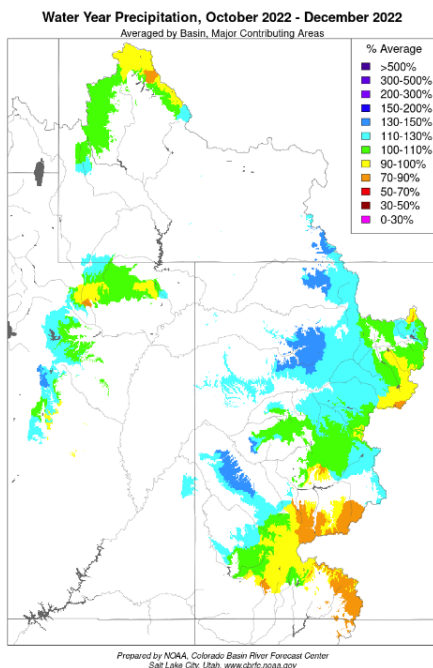 Water Year Precipitation, October 2022 - December 2022
Averaged by Basin, Major Contributing Areas
% Average
>500%
300-500%
200-300%
150-200%
130-150%
110-130%
100-110%
90-100%
70-90%
50-70%
30-50%
0-30%
Prepared by NOAA, Colorado Basin River Forecast Center
Salt Lake City, Utah, www.cbrfc.noaa.gov